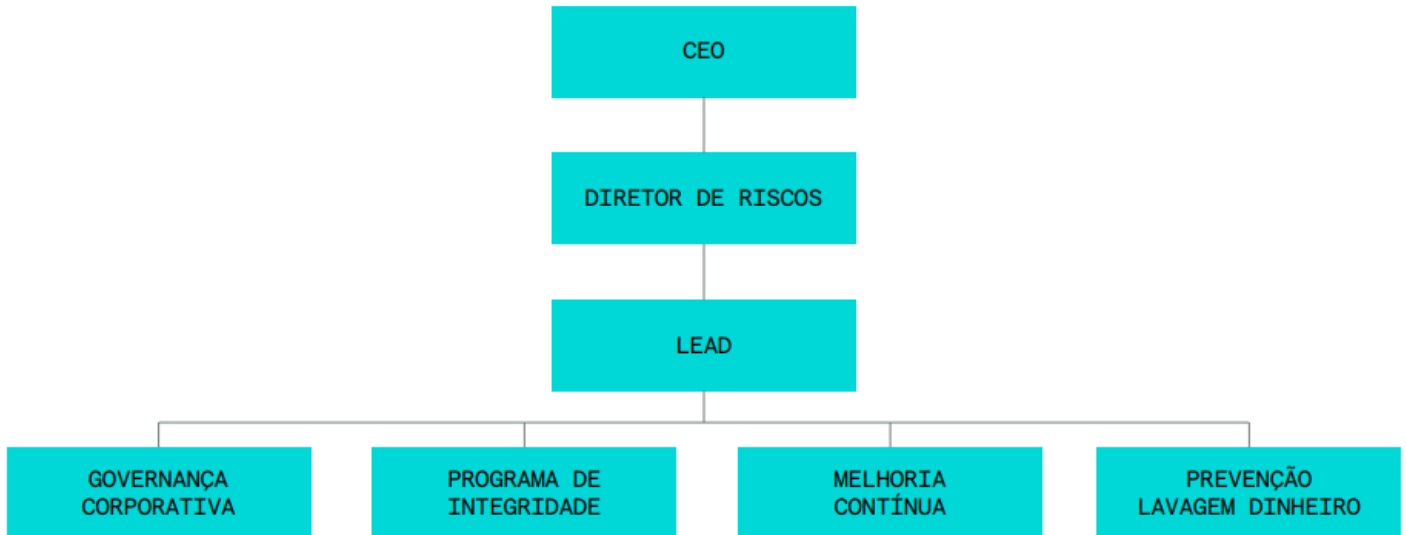 CEO
DIRETOR DE RISCOS
LEAD
GOVERNANÇA
CORPORATIVA
PROGRAMA DE
INTEGRIDADE
MELHORIA
CONTÍNUA
PREVENÇÃO
LAVAGEM DINHEIRO